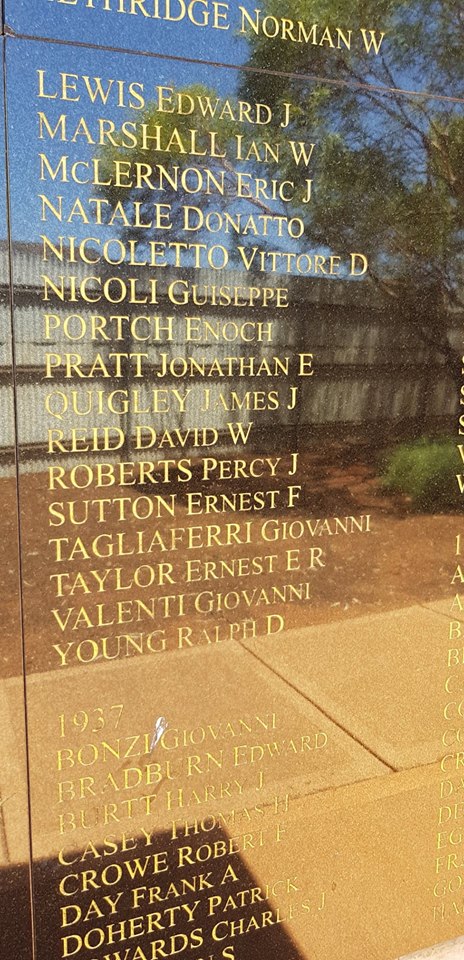 NORMAN W
LEWIS EDWARD J
MARSHALL IAN W
MCLERNON ERIC J
NATALE DONATTO
NICOLETTO VITTORE D
NICOLI GUISEPPE
PORTCH ENOCH
PRATT JONATHAN E
QUIGLEY JAMES J
REID DAVID W
ROBERTS PERCY J
SUTTON ERNEST F
TAGLIAFERRI GIOVANNI
TAYLOR ERNEST E R
VALENTI GIOVANNI
YOUNG RALPH D
1937
BONZI GIOVANNI
BRADBURN EDWARD
BURTT HARRY J
CASEY THOMAS H
CROWE ROBERT F
DAY FRANK A
DOHERTY PATRICK
CHARLES J